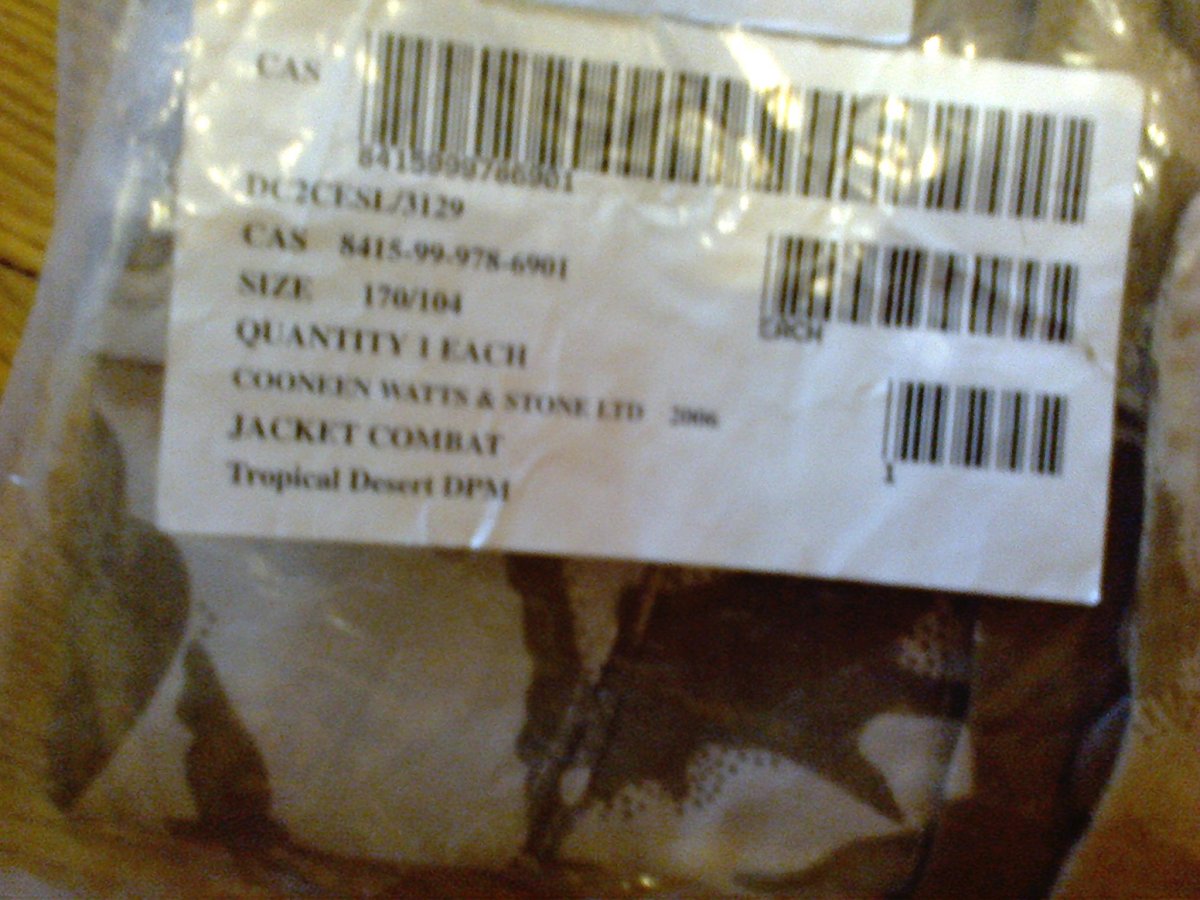 CAS
8415999786901
DC2CESL/3129
CAS 8415-99-978-6901
SIZE 170/104
EACH
QUANTITY 1 EACH
COONEEN WATTS & STONE LTD 2006
JACKET COMBAT
1
Tropical Desert DPM